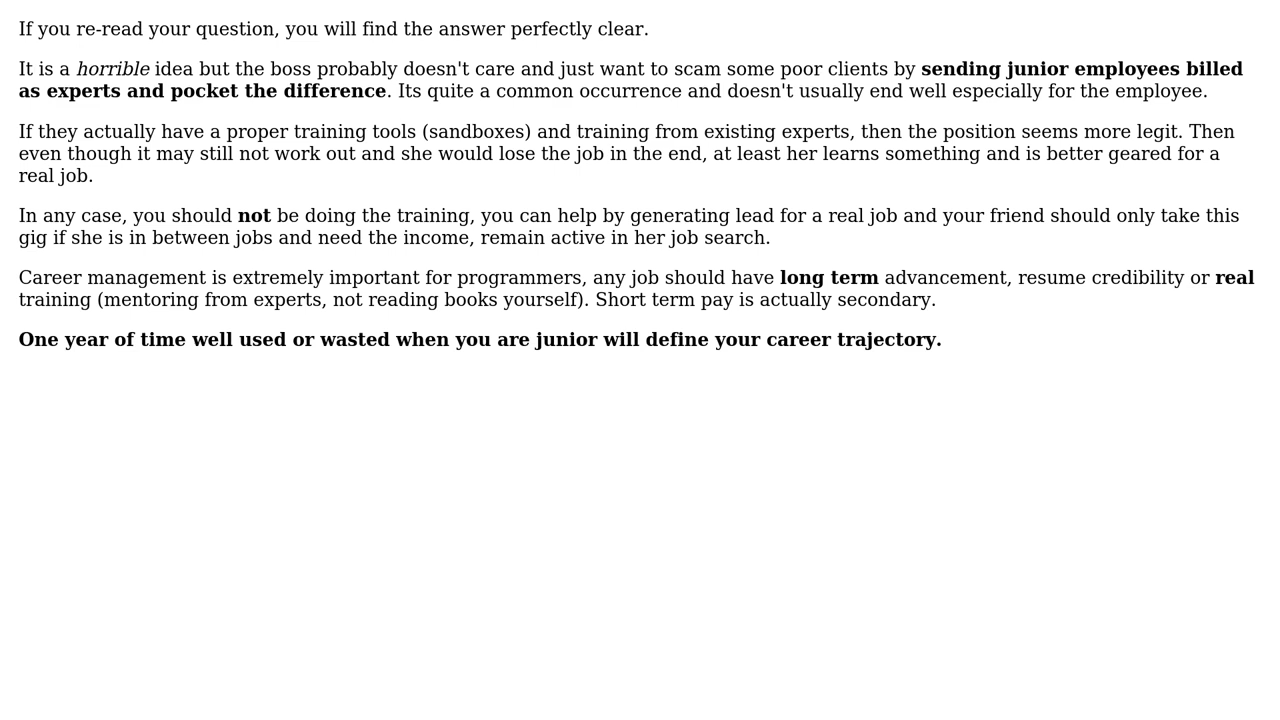 If you re-read your question, you will find the answer perfectly clear.
It is a horrible idea but the boss probably doesn't care and just want to scam some poor clients by sending junior employees billed
as experts and pocket the difference. Its quite a common occurrence and doesn't usually end well especially for the employee.
If they actually have a proper training tools (sandboxes) and training from existing experts, then the position seems more legit. Then
even though it may still not work out and she would lose the job in the end, at least her learns something and is better geared for a
real job.
In any case, you should not be doing the training, you can help by generating lead for a real job and your friend should only take this
gig if she is in between jobs and need the income, remain active in her job search.
Career management is extremely important for programmers, any job should have long term advancement, resume credibility or real
training (mentoring from experts, not reading books yourself). Short term pay is actually secondary.
One year of time well used or wasted when you are junior will define your career trajectory.